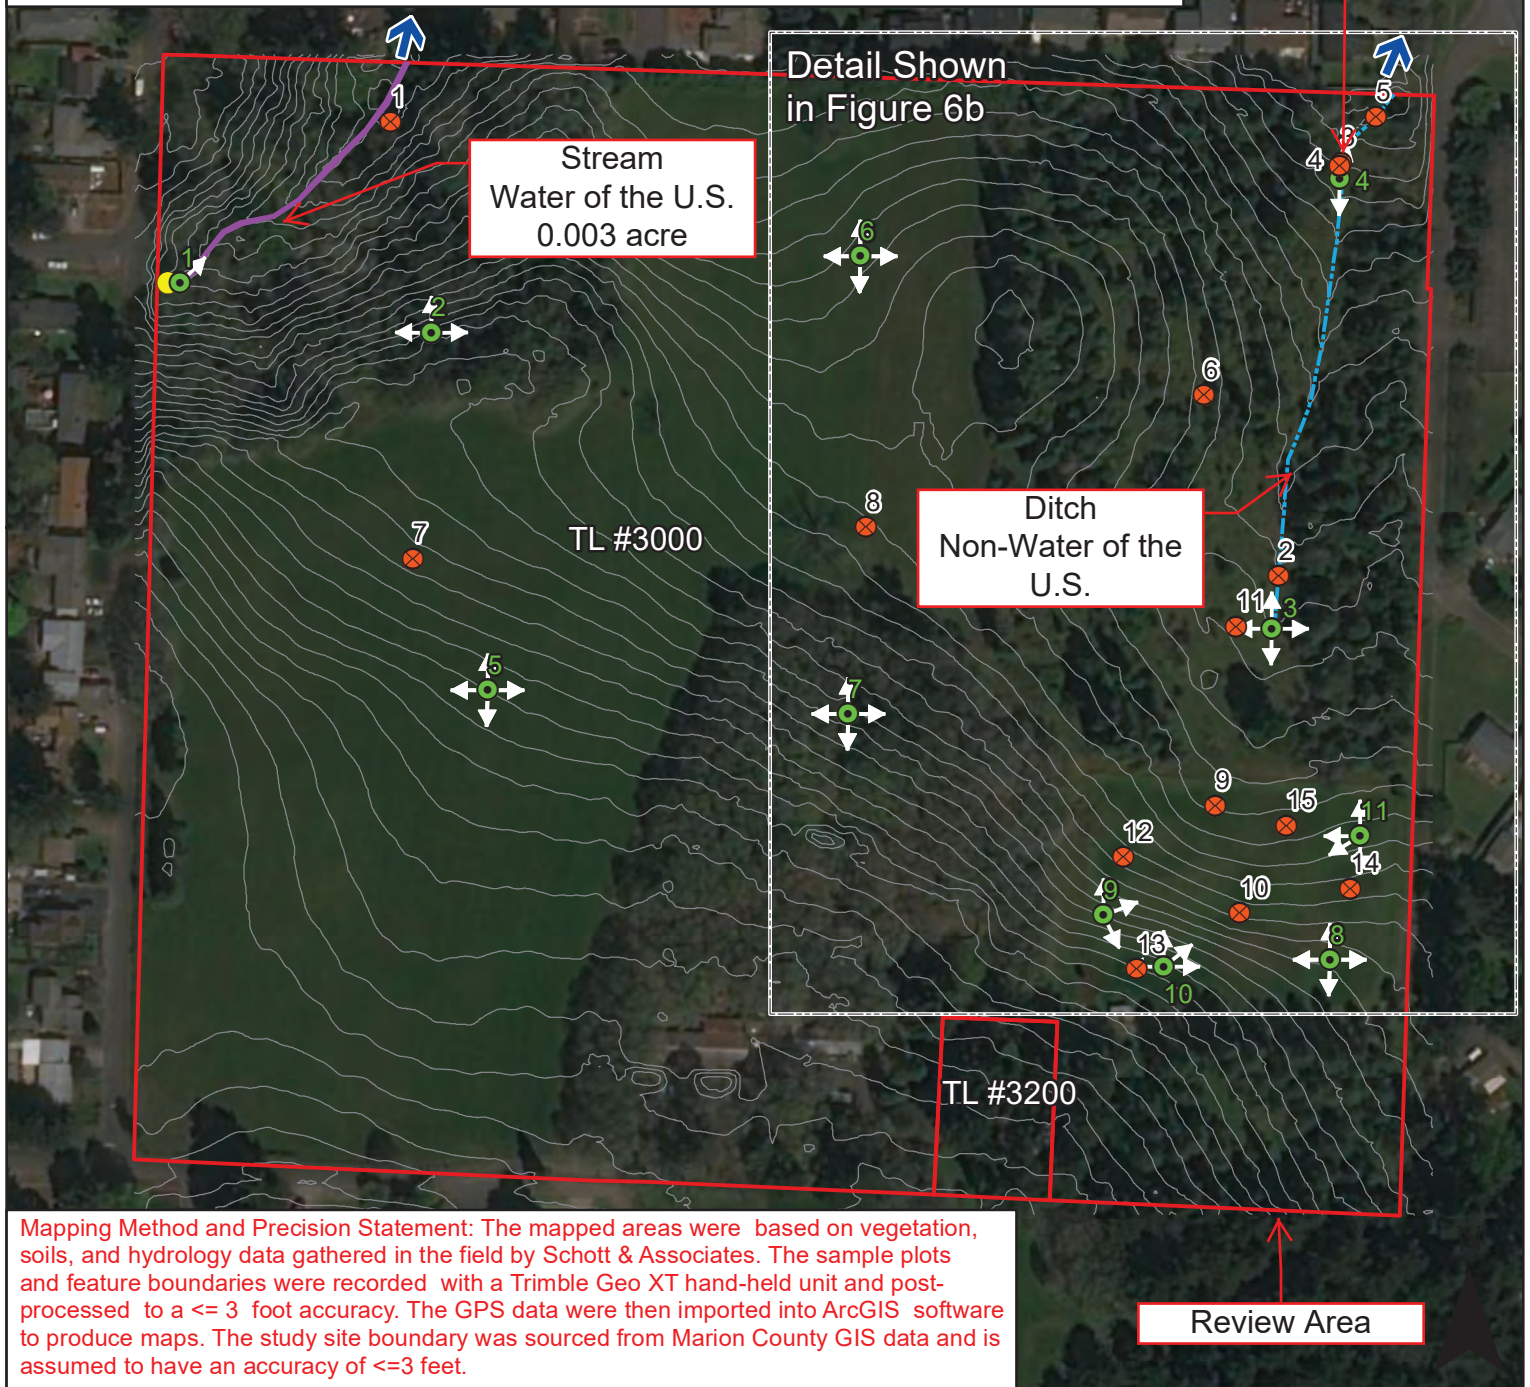 Detail Shown
in Figure 6b
1
5
3
4
4
Stream
Water of the U.S.
0.003 acre
6
1
2
6
8
7
TL #3000
Ditch
Non-Water of the
U.S.
2
11
3
5
7
9
15
11
12
14
9
10
13
8
10
TL #3200
Mapping Method and Precision Statement: The mapped areas were based on vegetation,
soils, and hydrology data gathered in the field by Schott & Associates. The sample plots
and feature boundaries were recorded with a Trimble Geo XT hand-held unit and post-
processed to a <= 3 foot accuracy. The GPS data were then imported into ArcGIS software
to produce maps. The study site boundary was sourced from Marion County GIS data and is
assumed to have an accuracy of <=3 feet.
Review Area